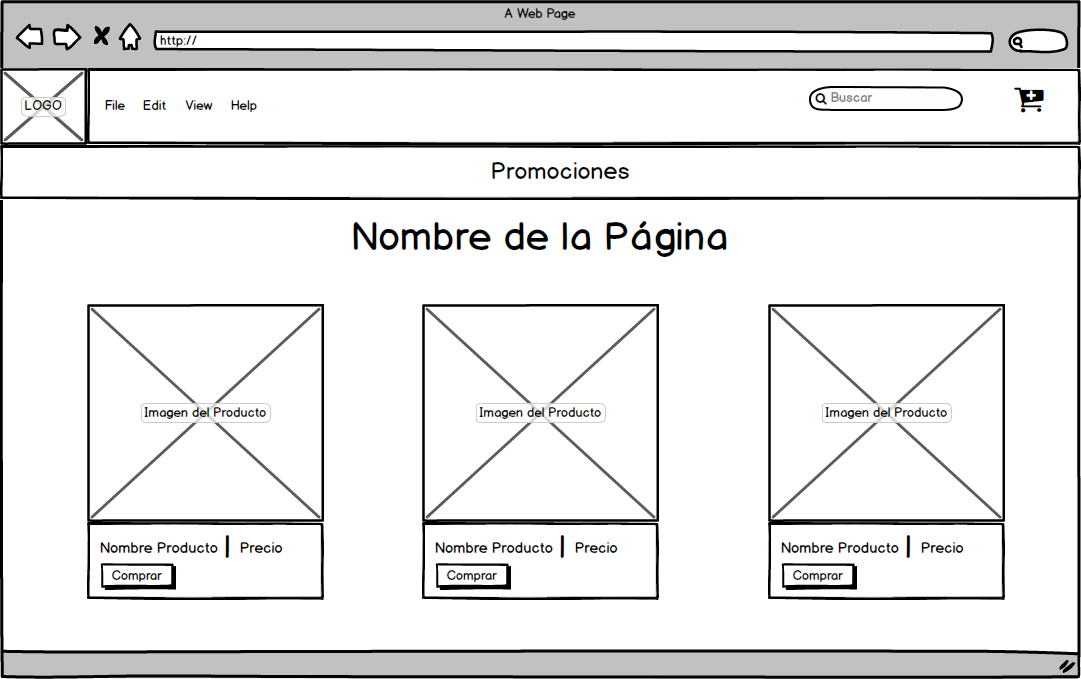 A Web Page
http://
LOGO
File Edit View Help
Buscar
Promociones
Nombre de la Página
Imagen del Producto
Imagen del Producto
Imagen del Producto
Nombre Producto | Precio
Comprar
Nombre Producto | Precio
Comprar
Nombre Producto | Precio
Comprar